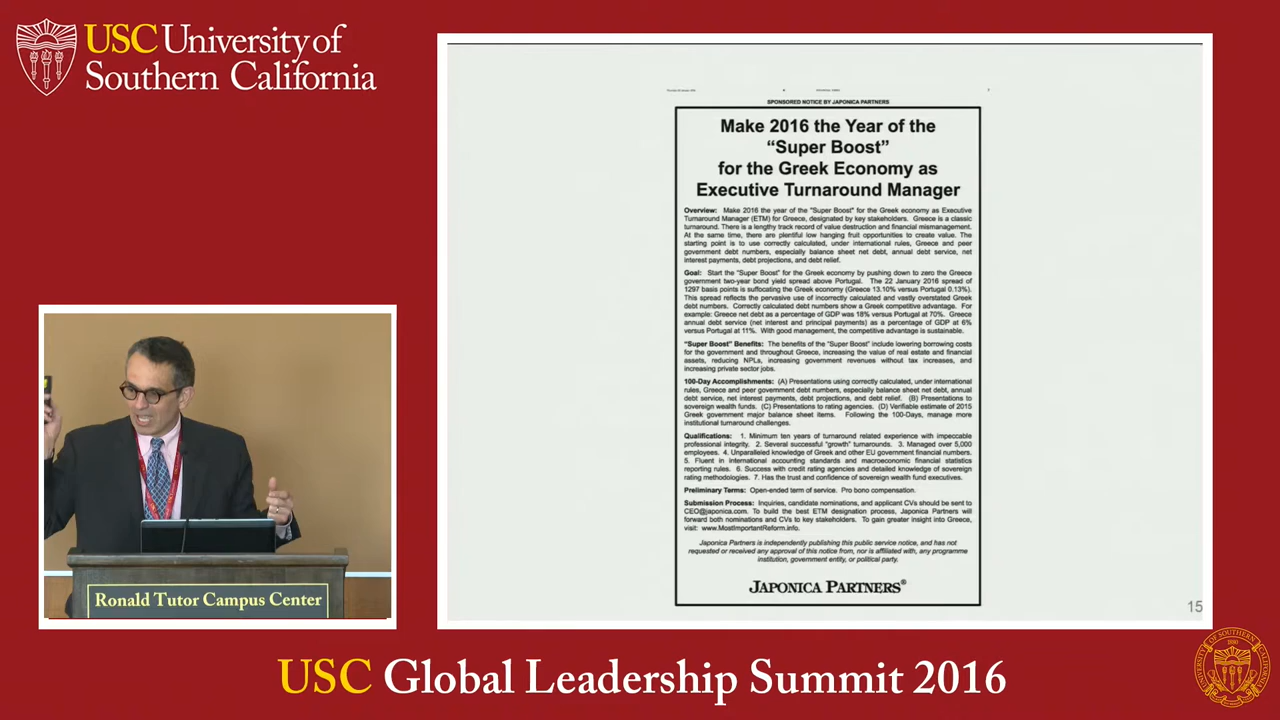 USC University of
Southern California
SPONSORED NOTICE BY JAPONICA PARTNERS
Make 2016 the Year of the
“Super Boost”
for the Greek Economy as
Executive Turnaround Manager
Overview: Make 2016 the year of the "Super Boost" for the Greek economy as Executive
Turnaround Manager (ETM) for Greece, designated by key stakeholders. Greece is a classic
turnaround. There is a lengthy track record of value destruction and financial mismanagement.
At the same time, there are plentiful low hanging fruit opportunities to create value. The
starting point is to use correctly calculated, under international rules, Greece and peer
government debt numbers, especially balance sheet net debt, annual debt service, net
interest payments, debt projections, and debt relief.
Goal: Start the "Super Boost" for the Greek economy by pushing down to zero the Greece
government two-year bond yield spread above Portugal. The 22 January 2016 spread of
1297 basis points is suffocating the Greek economy (Greece 13.10% versus Portugal 0.13%).
This spread reflects the pervasive use of incorrectly calculated and vastly overstated Greek
debt numbers. Correctly calculated debt numbers show a Greek competitive advantage. For
example: Greece net debt as a percentage of GDP was 18% versus Portugal at 70%. Greece
annual debt service (net interest and principal payments) as a percentage of GDP at 6%
versus Portugal at 11%. With good management, the competitive advantage is sustainable.
"Super Boost" Benefits: The benefits of the "Super Boost" include lowering borrowing costs
for the government and throughout Greece, increasing the value of real estate and financial
assets, reducing NPLs, increasing government revenues without tax increases, and
increasing private sector jobs.
100-Day Accomplishments: (A) Presentations using correctly calculated, under international
rules, Greece and peer government debt numbers, especially balance sheet net debt, annual
debt service, net interest payments, debt projections, and debt relief. (B) Presentations to
sovereign wealth funds. (C) Presentations to rating agencies. (D) Verifiable estimate of 2015
Greek government major balance sheet items. Following the 100-Days, manage more
institutional turnaround challenges.
Qualifications: 1. Minimum ten years of turnaround related experience with impeccable
professional integrity. 2. Several successful "growth" turnarounds. 3. Managed over 5,000
employees. 4. Unparalleled knowledge of Greek and other EU government financial numbers.
5. Fluent in international accounting standards and macroeconomic financial statistics
reporting rules. 6. Success with credit rating agencies and detailed knowledge of sovereign
rating methodologies. 7. Has the trust and confidence of sovereign wealth fund executives.
Preliminary Terms: Open-ended term of service. Pro bono compensation.
Submission Process: Inquiries, candidate nominations, and applicant CVs should be sent to
CEO@japonica.com. To build the best ETM designation process, Japonica Partners will
forward both nominations and CVs to key stakeholders. To gain greater insight into Greece,
visit: www.MostImportantReform.info.
Japonica Partners is independently publishing this public service notice, and has not
requested or received any approval of this notice from, nor is affiliated with, any programme
institution, government entity, or political party.
JAPONICA PARTNERS®
15
Ronald Tutor Campus Center
USC Global Leadership Summit 2016